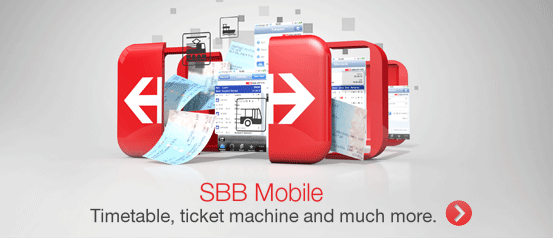 SBB Mobile
Timetable, ticket machine and much more.